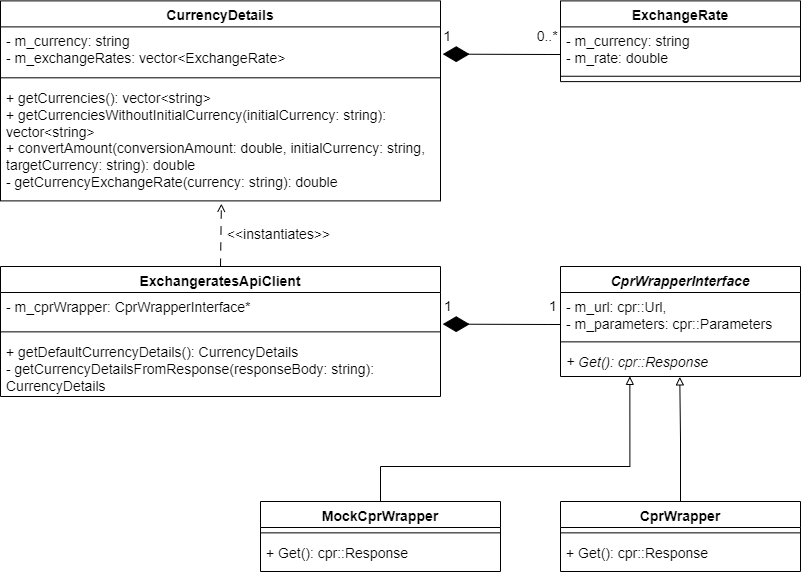 CurrencyDetails
- m_currency: string
- m_exchangeRates: vector<ExchangeRate>
+ getCurrencies(): vector<string>
+ getCurrenciesWithoutInitialCurrency(initialCurrency: string):
vector<string>
+ convertAmount(conversionAmount: double, initialCurrency: string,
targetCurrency: string): double
- getCurrencyExchangeRate(currency: string): double
1
0..*
ExchangeRate
- m_currency: string
- m_rate: double
<<instantiates>>
ExchangeratesApiClient
- m_cprWrapper: CprWrapperInterface*
+ getDefaultCurrencyDetails(): CurrencyDetails
- getCurrencyDetailsFromResponse(responseBody: string):
CurrencyDetails
1
1
CprWrapperInterface
- m_url: cpr::Url,
- m_parameters: cpr::Parameters
+ Get(): cpr::Response
MockCprWrapper
+ Get(): cpr::Response
CprWrapper
+ Get(): cpr::Response